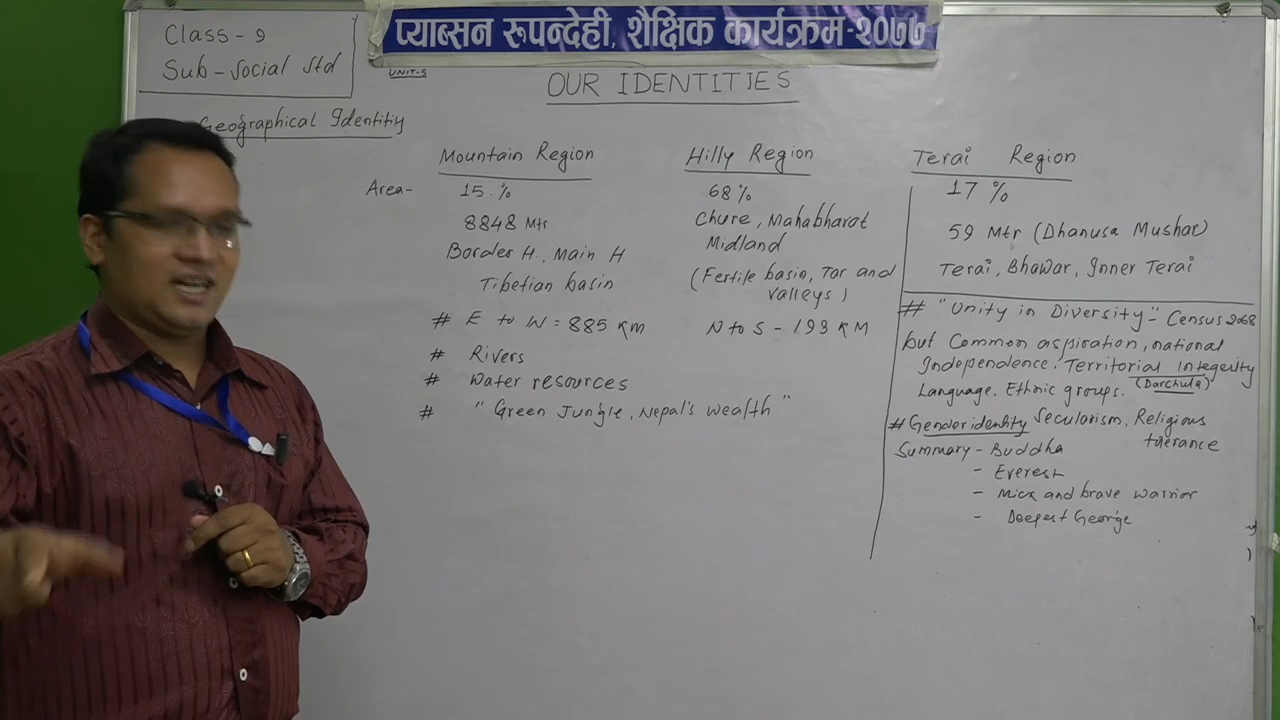 प्याब्सन रुपन्देही, शैक्षिक कार्यक्रम-२०७७
Class - 9
Sub - Social Std
UNIT-5
OUR IDENTITIES
Geographical Identitiy
Mountain Region
Hilly Region
Terai Region
Area- 15 % 68% 17 %
8848 Mtr
Border H, Main H
Tibetian basin
Chure, Mahabharat
Midland
(Fertile basin, Tar and
valleys)
59 Mtr (Dhanusa Mushar)
Terai, Bhawar, Inner Terai
# E to W = 885 KM
N to S - 193 KM
# Rivers
# Water resources
# "Green Jungle, Nepal's wealth"
# "Unity in Diversity" - Census 2068
but Common aspiration, national
Independence. Territorial integerity
(Darchula)
Language, Ethnic groups.
# Gender identity Secularism, Religious
tolerance
Summary - Buddha
- Everest
- Nick and brave warrior
- Deepest George